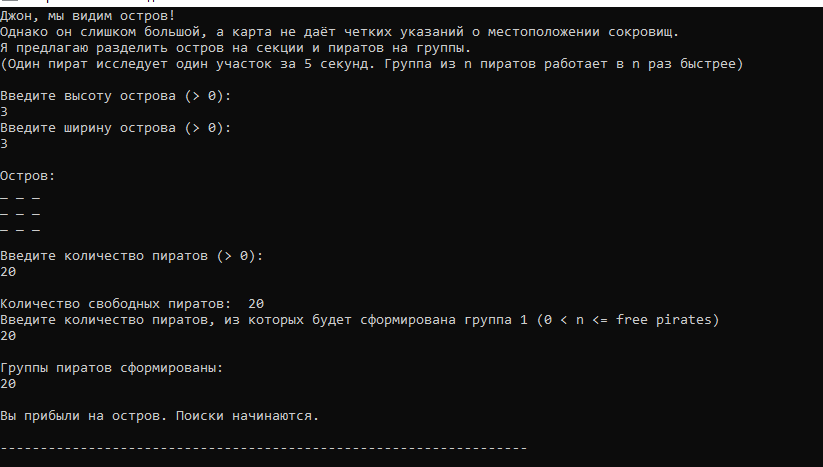 Джон, мы видим остров!
Однако он слишком большой, а карта не даёт четких указаний о местоположении сокровищ.
Я предлагаю разделить остров на секции и пиратов на группы.
(Один пират исследует один участок за 5 секунд. Группа из n пиратов работает в n раз быстрее)
Введите высоту острова (> 0):
3
Введите ширину острова (> 0):
3
Остров:
_ _ _
_ _ _
_ _ _
Введите количество пиратов (> 0):
20
Количество свободных пиратов:  20
Введите количество пиратов, из которых будет сформирована группа 1 (0 < n <= free pirates)
20
Группы пиратов сформированы:
20
Вы прибыли на остров. Поиски начинаются.
------------------------------------------------------------------